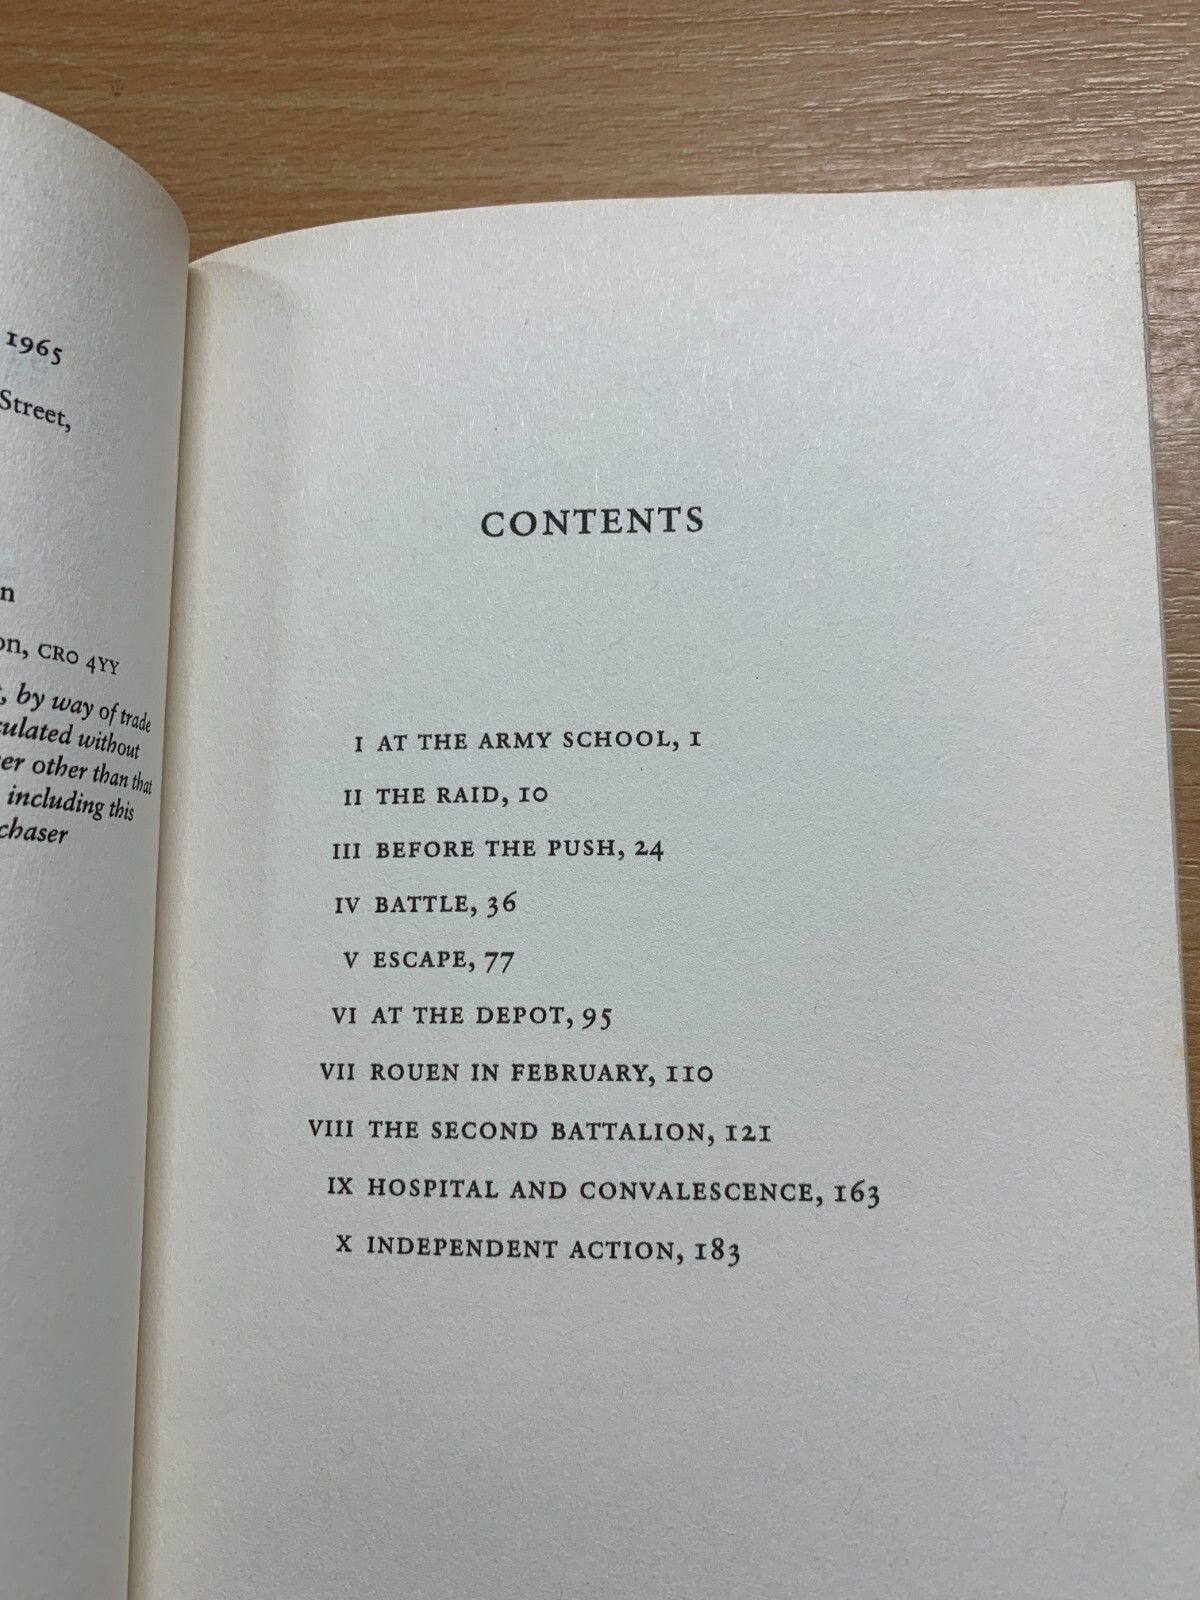 1965
Street,
n
on, CRO 4YY
, by way of trade
culated without
er other than that
including this
chaser
CONTENTS
I AT THE ARMY SCHOOL, 1
II THE RAID, 10
III BEFORE THE PUSH, 24
IV BATTLE, 36
V ESCAPE, 77
VI AT THE DEPOT, 95
VII ROUEN IN FEBRUARY, 110
VIII THE SECOND BATTALION, 121
IX HOSPITAL AND CONVALESCENCE, 163
X INDEPENDENT ACTION, 183